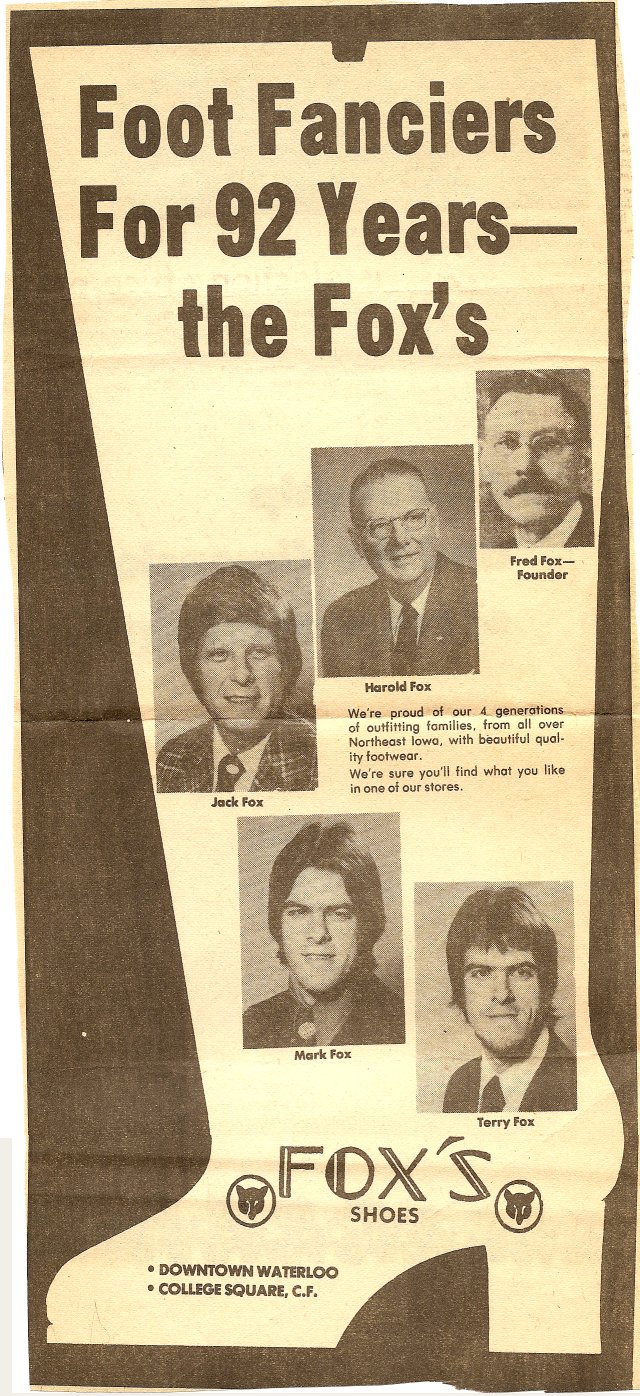 Foot Fanciers
For 92 Years—
the Fox's
Fred Fox—
Founder
Harold Fox
We're proud of our 4 generations
of outfitting families, from all over
Northeast Iowa, with beautiful qual-
ity footwear.
We're sure you'll find what you like
in one of our stores.
Jack Fox
Mark Fox
Terry Fox
FOX'S
SHOES
• DOWNTOWN WATERLOO
• COLLEGE SQUARE, C.F.